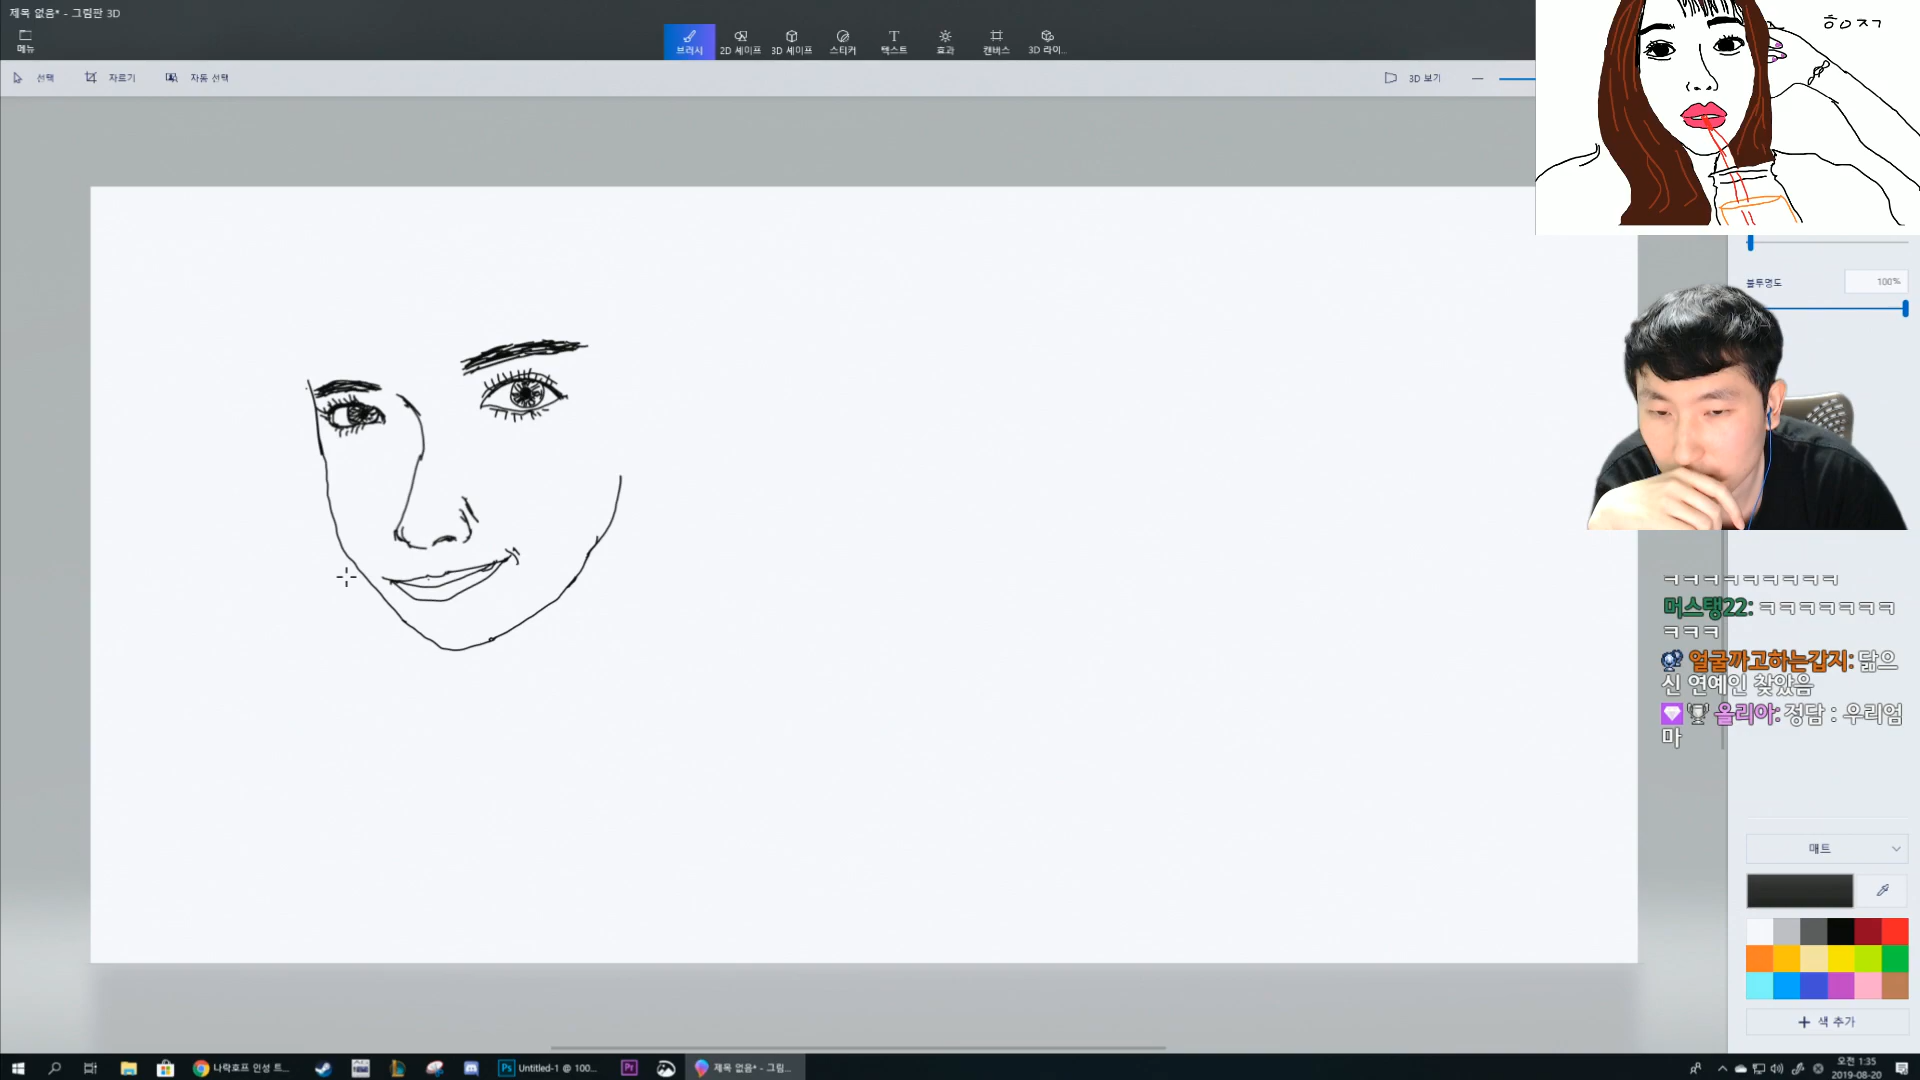 제목 없음* - 그림판 3D
메뉴
브러시
2D 셰이프
3D 셰이프
스티커
텍스트
효과
캔버스
3D 라이...
선택
자르기
자동 선택
3D 보기
불투명도
100%
ㅋㅋㅋㅋㅋㅋㅋㅋㅋ
머스탱22: ㅋㅋㅋㅋㅋㅋㅋ
ㅋㅋㅋ
얼굴까고하는갑지: 닮으
신 연예인 찾았음
올리아: 정답 : 우리엄
마
매트
색 추가
나락호프 인성 트...
Untitled-1 @ 100...
제목 없음* - 그림...
오전 1:35
2019-08-20